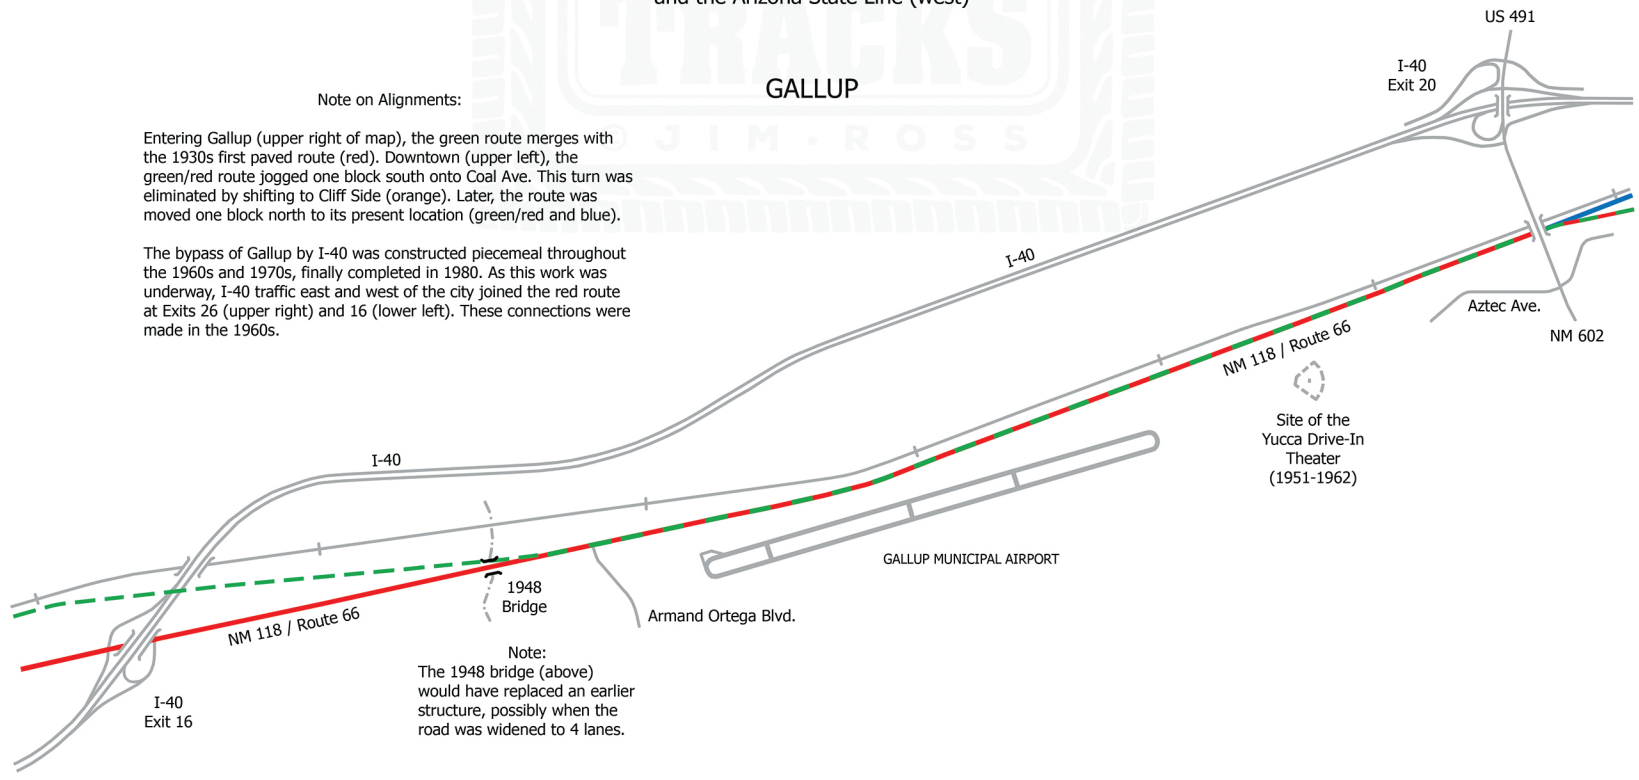 and the Arizona State Line (west)
TRACKS
© JIM · ROSS
GALLUP
US 491
I-40
Exit 20
Note on Alignments:
Entering Gallup (upper right of map), the green route merges with
the 1930s first paved route (red). Downtown (upper left), the
green/red route jogged one block south onto Coal Ave. This turn was
eliminated by shifting to Cliff Side (orange). Later, the route was
moved one block north to its present location (green/red and blue).
The bypass of Gallup by I-40 was constructed piecemeal throughout
the 1960s and 1970s, finally completed in 1980. As this work was
underway, I-40 traffic east and west of the city joined the red route
at Exits 26 (upper right) and 16 (lower left). These connections were
made in the 1960s.
I-40
Aztec Ave.
NM 602
NM 118 / Route 66
Site of the
Yucca Drive-In
Theater
(1951-1962)
I-40
GALLUP MUNICIPAL AIRPORT
1948
Bridge
Armand Ortega Blvd.
NM 118 / Route 66
Note:
The 1948 bridge (above)
would have replaced an earlier
structure, possibly when the
road was widened to 4 lanes.
I-40
Exit 16